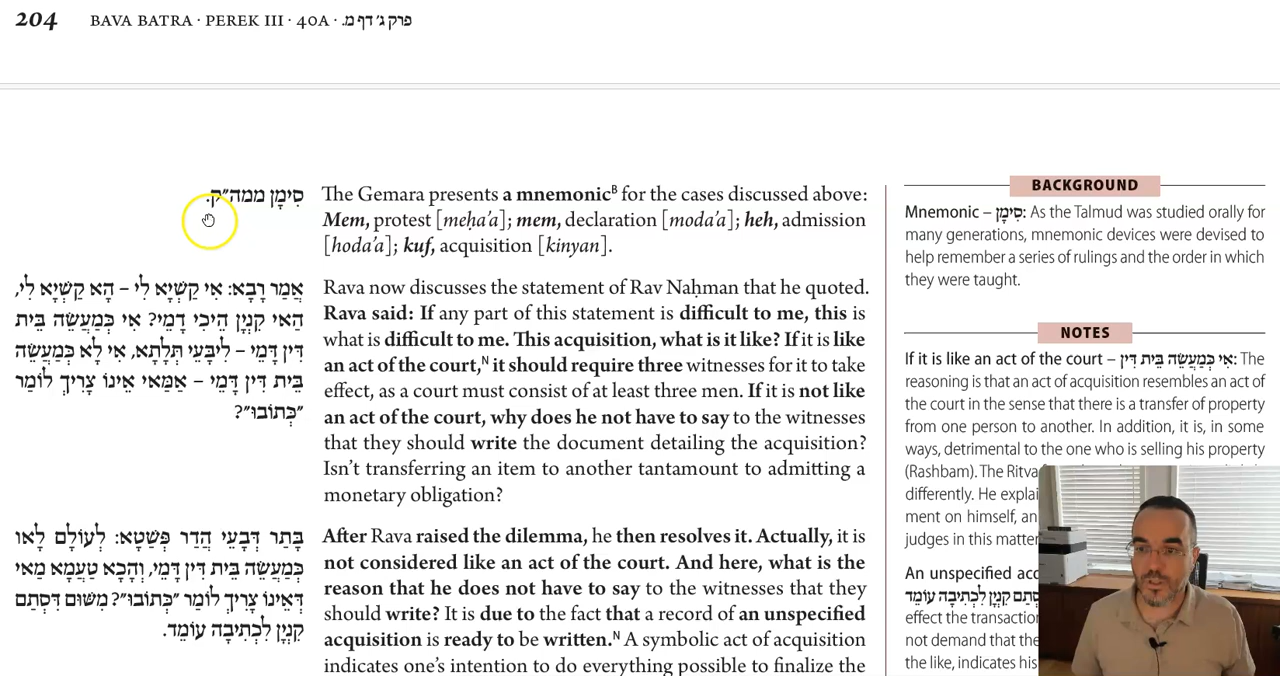 204 BAVA BATRA · PEREK III · 40A · פרק ג׳ דף מ.
סִימָן ממה״ק.
אֲמַר רָבָא: אִי קַשְׁיָא לִי – הָא קַשְׁיָא לִי,
הַאי קִנְיָן הֵיכִי דָּמֵי? אִי כְּמַעֲשֵׂה בֵּית
דִּין דָּמֵי – לִיבָּעֵי תְּלָתָא, אִי לָא כְּמַעֲשֵׂה
בֵּית דִּין דָּמֵי – אַמַּאי אֵינוֹ צָרִיךְ לוֹמַר
״כְּתוֹבוּ״?
בָּתַר דְּבָעֵי הֲדַר פְּשַׁטָא: לְעוֹלָם לָאו
כְּמַעֲשֵׂה בֵּית דִּין דָּמֵי, וְהָכָא טַעֲמָא מַאי
דְּאֵינוֹ צָרִיךְ לוֹמַר ״כְּתוֹבוּ״? מִשּׁוּם דִּסְתַם
קִנְיָן לִכְתִיבָה עוֹמֵד.
The Gemara presents a mnemonicᴮ for the cases discussed above:
Mem, protest [meḥa’a]; mem, declaration [moda’a]; heh, admission
[hoda’a]; kuf, acquisition [kinyan].
Rava now discusses the statement of Rav Naḥman that he quoted.
Rava said: If any part of this statement is difficult to me, this is
what is difficult to me. This acquisition, what is it like? If it is like
an act of the court,ᴺ it should require three witnesses for it to take
effect, as a court must consist of at least three men. If it is not like
an act of the court, why does he not have to say to the witnesses
that they should write the document detailing the acquisition?
Isn’t transferring an item to another tantamount to admitting a
monetary obligation?
After Rava raised the dilemma, he then resolves it. Actually, it is
not considered like an act of the court. And here, what is the
reason that he does not have to say to the witnesses that they
should write? It is due to the fact that a record of an unspecified
acquisition is ready to be written.ᴺ A symbolic act of acquisition
indicates one’s intention to do everything possible to finalize the
BACKGROUND
Mnemonic – סִימָן: As the Talmud was studied orally for
many generations, mnemonic devices were devised to
help remember a series of rulings and the order in which
they were taught.
NOTES
If it is like an act of the court – אִי כְּמַעֲשֵׂה בֵּית דִּין: The
reasoning is that an act of acquisition resembles an act of
the court in the sense that there is a transfer of property
from one person to another. In addition, it is, in some
ways, detrimental to the one who is selling his property
(Rashbam). The Ritva
differently. He explai
ment on himself, an
judges in this matter
An unspecified acc
סְתַם קִנְיָן לִכְתִיבָה עוֹמֵד
effect the transaction
not demand that the
the like, indicates his